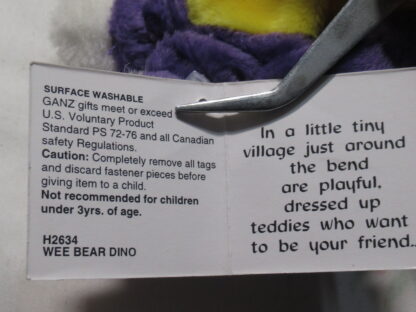 SURFACE WASHABLE
GANZ gifts meet or exceed
U.S. Voluntary Product
Standard PS 72-76 and all Canadian
safety Regulations.
Caution: Completely remove all tags
and discard fastener pieces before
giving item to a child.
Not recommended for children
under 3yrs. of age.
H2634
WEE BEAR DINO
In a little tiny
village just around
the bend
are playful,
dressed up
teddies who want
to be your friend..